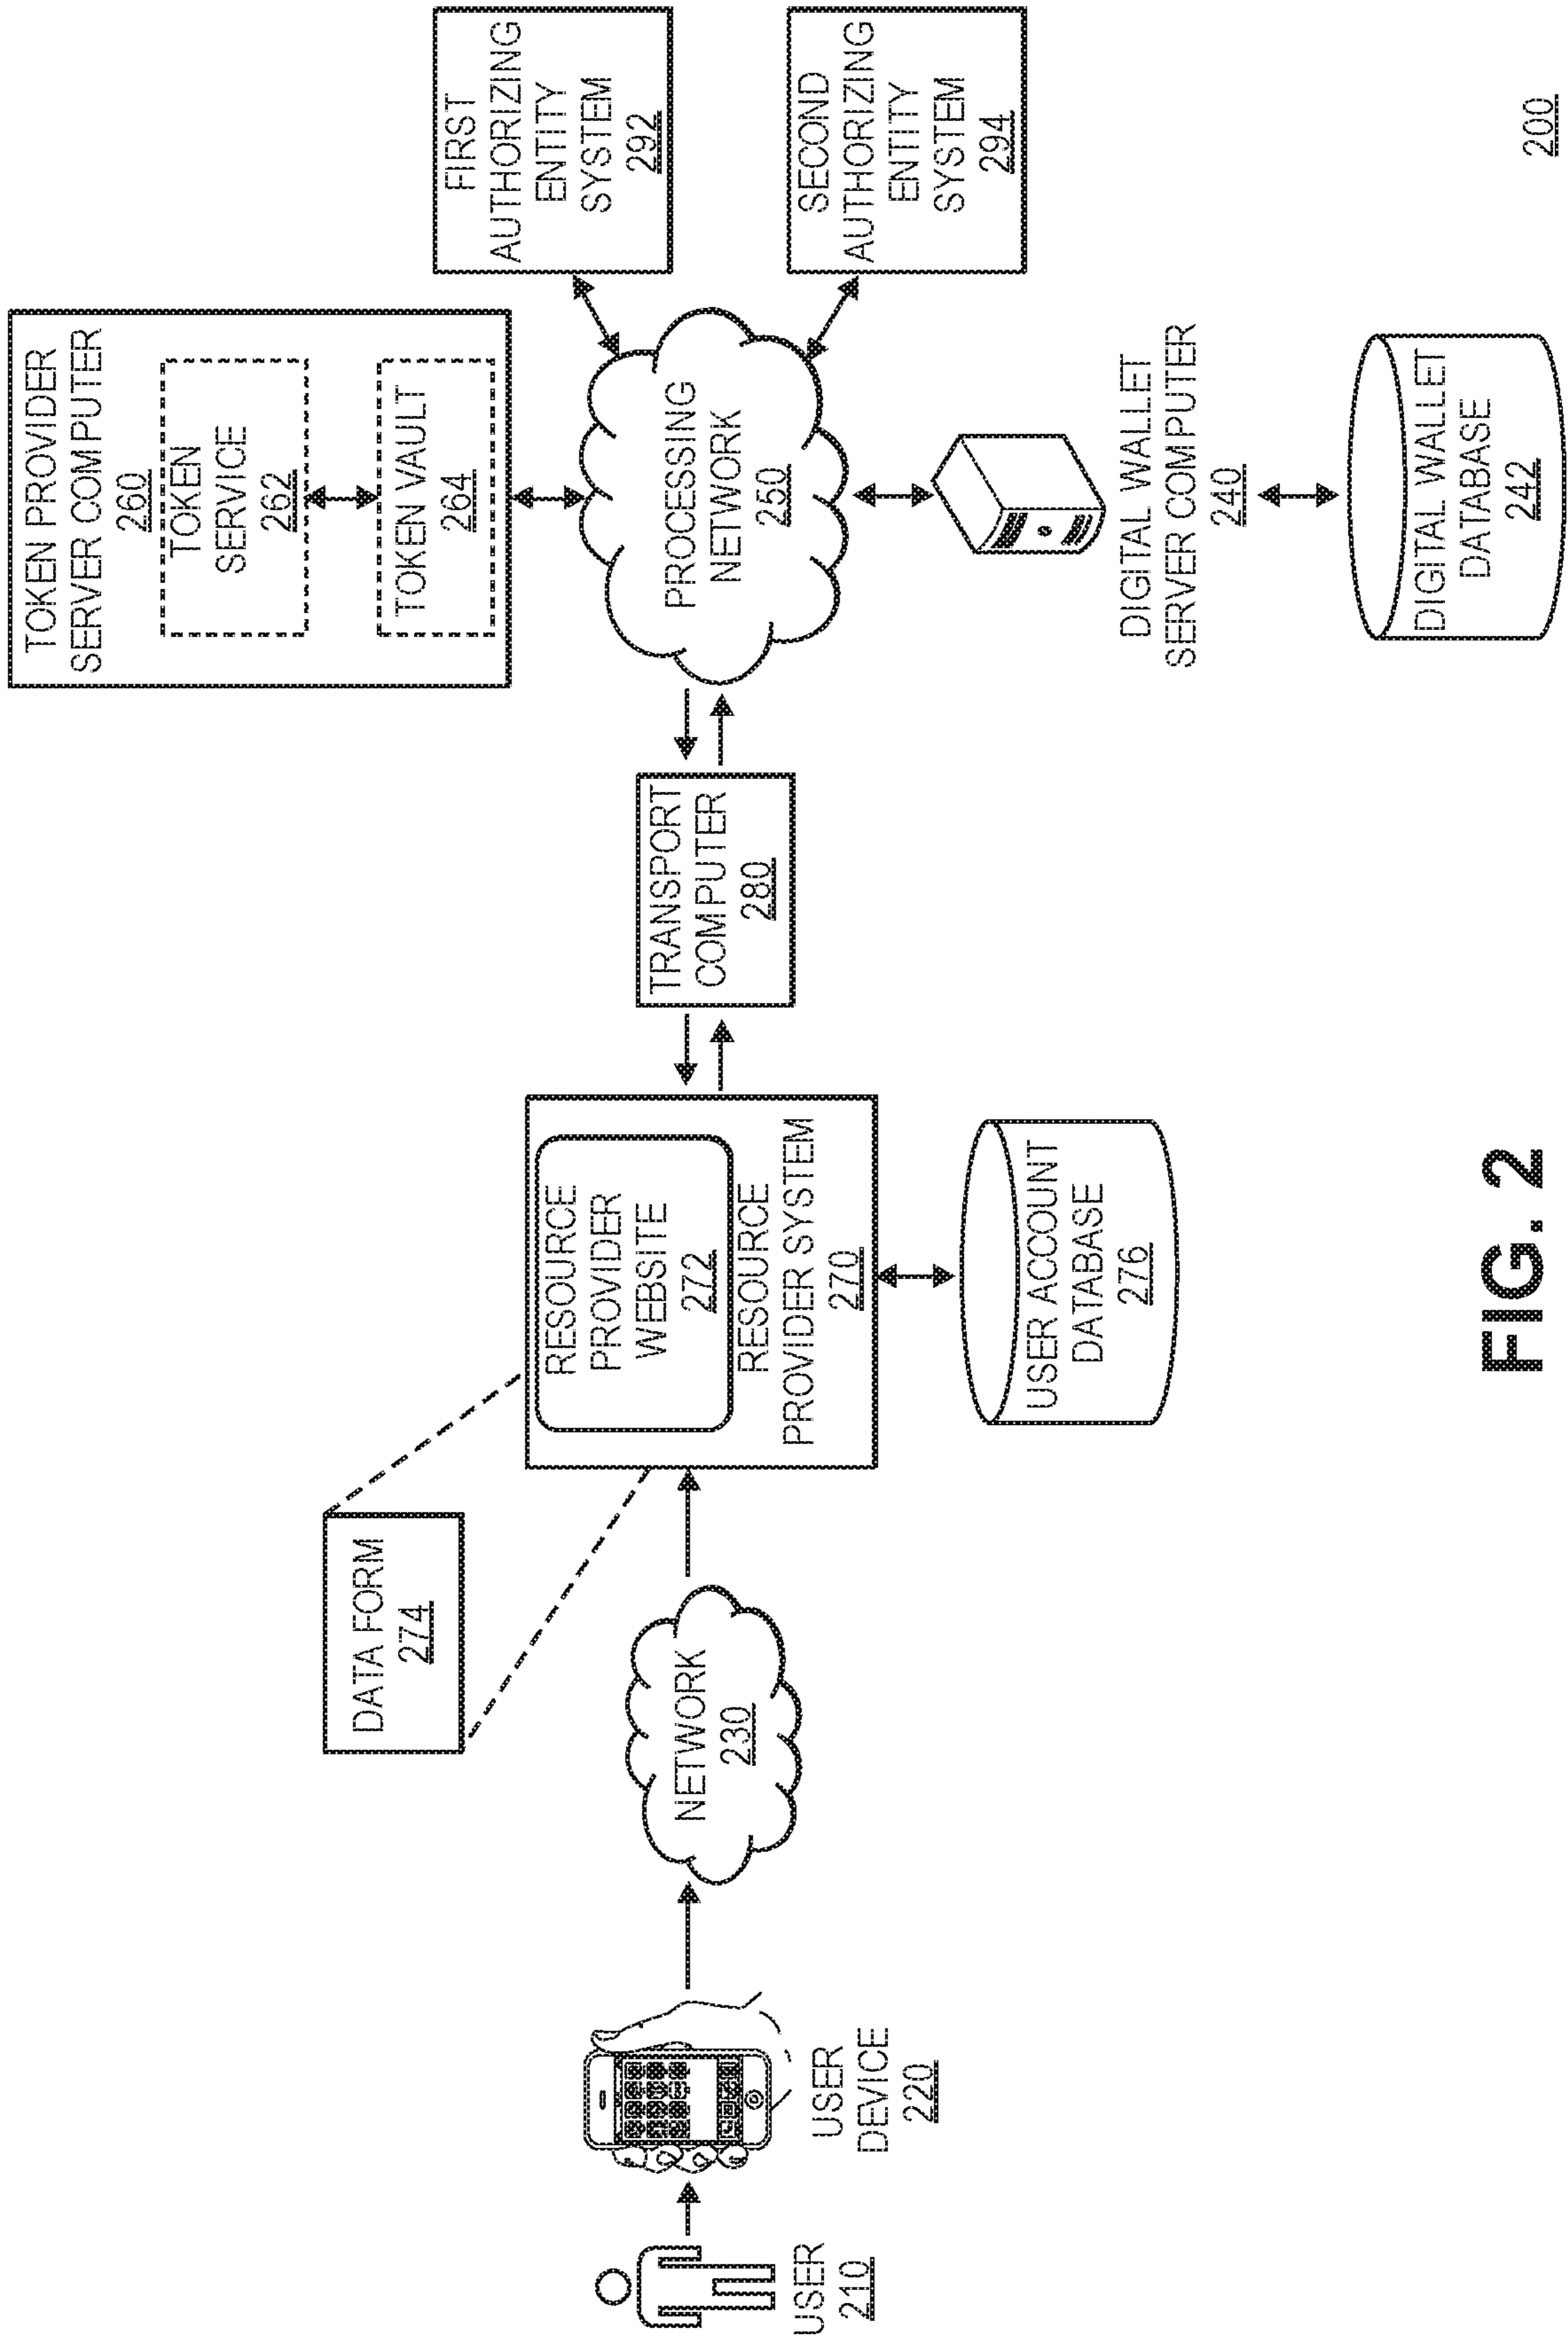 TOKEN PROVIDER
SERVER COMPUTER
260
TOKEN
SERVICE
262
TOKEN VAULT
264
FIRST
AUTHORIZING
ENTITY
SYSTEM
292
SECOND
AUTHORIZING
ENTITY
SYSTEM
294
PROCESSING
NETWORK
250
DIGITAL WALLET
SERVER COMPUTER
240
DIGITAL WALLET
DATABASE
242
TRANSPORT
COMPUTER
280
DATA FORM
274
RESOURCE
PROVIDER
WEBSITE
272
RESOURCE
PROVIDER SYSTEM
270
USER ACCOUNT
DATABASE
276
NETWORK
230
USER
DEVICE
220
USER
210
200
FIG. 2